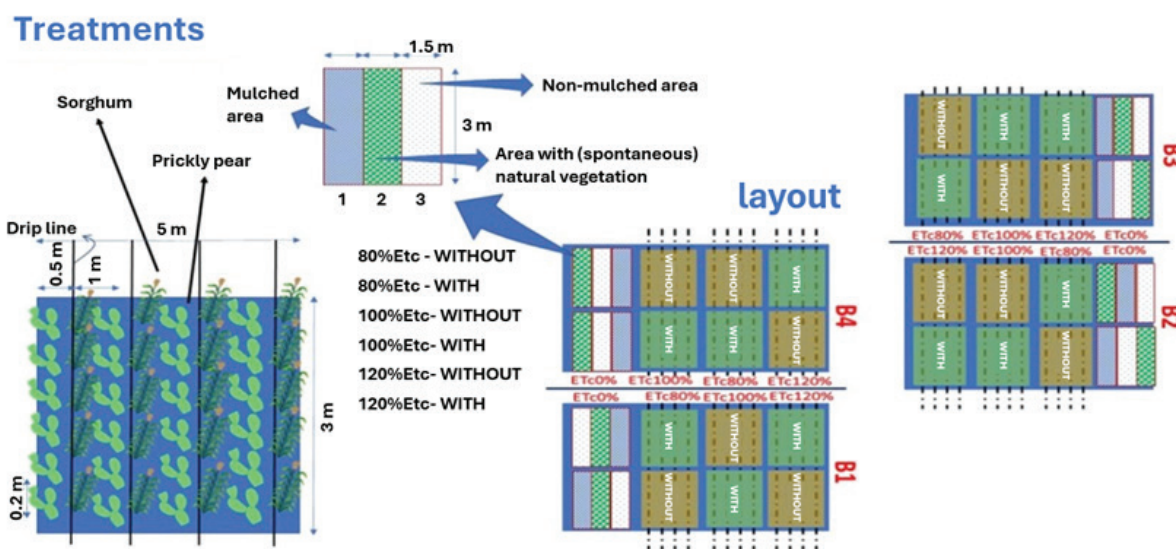 Treatments
1.5 m
Mulched
area
Non-mulched area
3 m
Area with (spontaneous)
natural vegetation
1 2 3
Sorghum
Prickly pear
Drip line
5 m
0.5 m
1 m
3 m
0.2 m
80%Etc - WITHOUT
80%Etc - WITH
100%Etc- WITHOUT
100%Etc- WITH
120%Etc- WITHOUT
120%Etc- WITH
layout
WITHOUT WITHOUT WITH
WITH WITH WITHOUT
B4
ETc0% ETc100% ETc80% ETc120%
ETc0% ETc80% ETc100% ETc120%
WITH WITHOUT WITH
WITHOUT WITH WITHOUT
B1
WITHOUT WITH WITH
WITH WITHOUT WITHOUT
B3
ETc80% ETc100% ETc120% ETc0%
ETc120% ETc100% ETc80% ETc0%
WITHOUT WITHOUT WITH
WITH WITH WITHOUT
B2